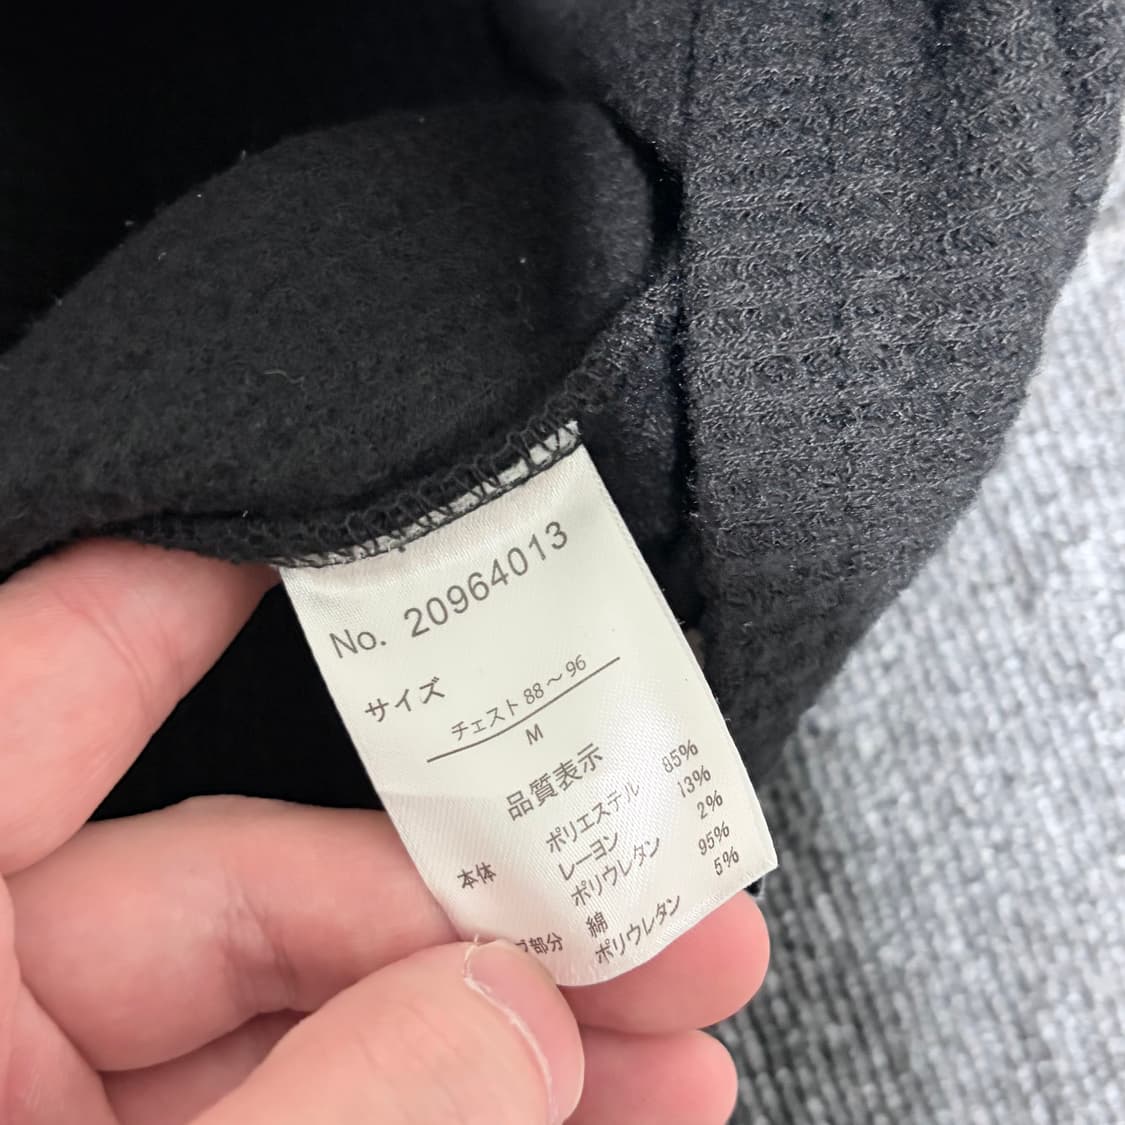 No. 20964013
サイズ
チェスト 88～96
M
品質表示
ポリエステル 85%
レーヨン 13%
本体 ポリウレタン 2%
綿 95%
部分 ポリウレタン 5%